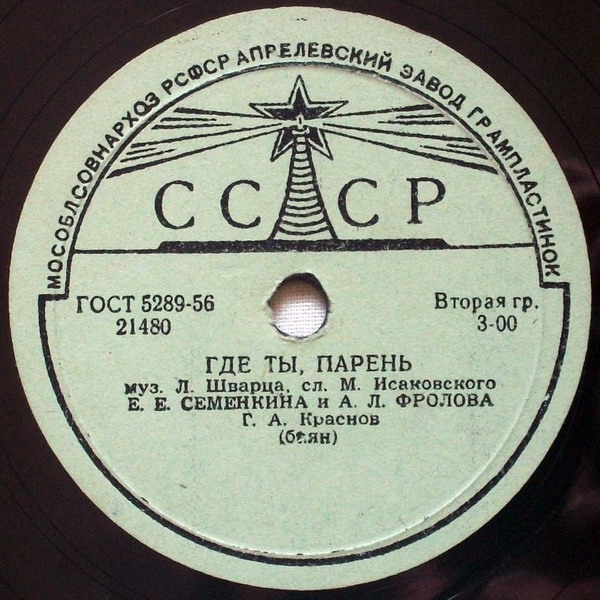 МОСОБЛСОВНАРХОЗ РСФСР АПРЕЛЕВСКИЙ ЗАВОД ГРАМПЛАСТИНОК
СССР
ГОСТ 5289-56
21480
Вторая гр.
3-00
ГДЕ ТЫ, ПАРЕНЬ
муз. Л. Шварца, сл. М. Исаковского
Е. Е. СЕМЕНКИНА и А. Л. ФРОЛОВА
Г. А. Краснов
(баян)